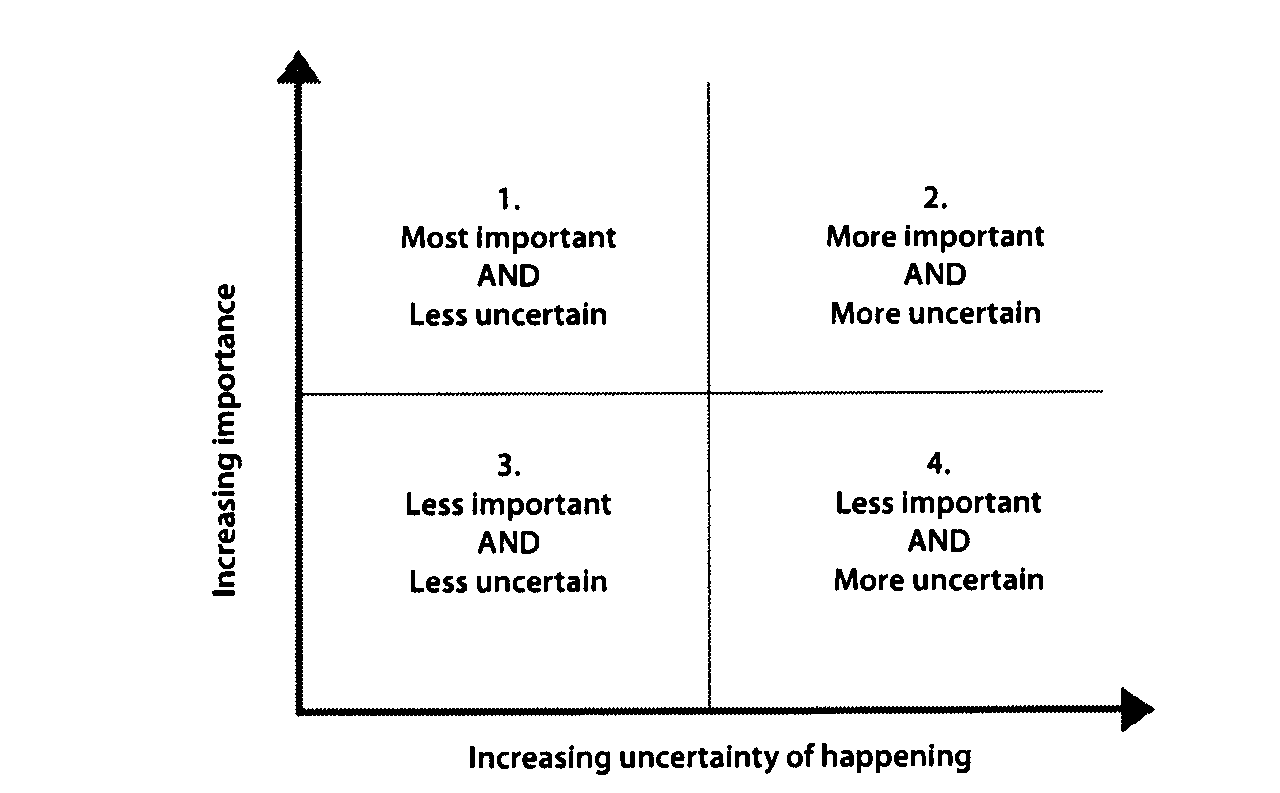 1.
Most important
AND
Less uncertain
2.
More important
AND
More uncertain
3.
Less important
AND
Less uncertain
4.
Less important
AND
More uncertain
Increasing importance
Increasing uncertainty of happening